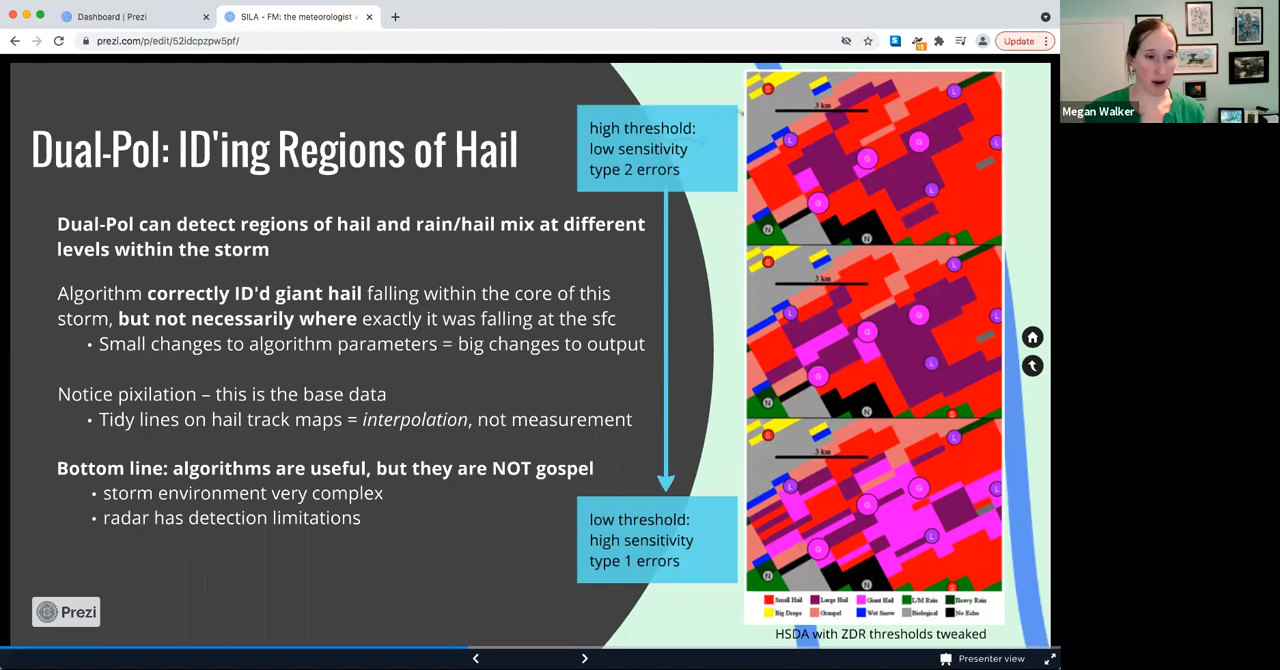 Dashboard | Prezi
SILA - FM: the meteorologist v
prezi.com/p/edit/52idcpzpw5pf/
15
Update
Megan Walker
Dual-Pol: ID'ing Regions of Hail
Dual-Pol can detect regions of hail and rain/hail mix at different
levels within the storm
Algorithm correctly ID'd giant hail falling within the core of this
storm, but not necessarily where exactly it was falling at the sfc
• Small changes to algorithm parameters = big changes to output
Notice pixilation – this is the base data
• Tidy lines on hail track maps = interpolation, not measurement
Bottom line: algorithms are useful, but they are NOT gospel
• storm environment very complex
• radar has detection limitations
Prezi
high threshold:
low sensitivity
type 2 errors
low threshold:
high sensitivity
type 1 errors
S
L
3 km
G
L
G
L
L
G
N
N
S
S
L
3 km
G
L
G
L
L
G
N
N
S
S
L
3 km
G
L
G
L
L
G
N
N
S
Small Hail Large Hail Giant Hail L/M Rain Heavy Rain
Big Drops Graupel Wet Snow Biological No Echo
HSDA with ZDR thresholds tweaked
Presenter view